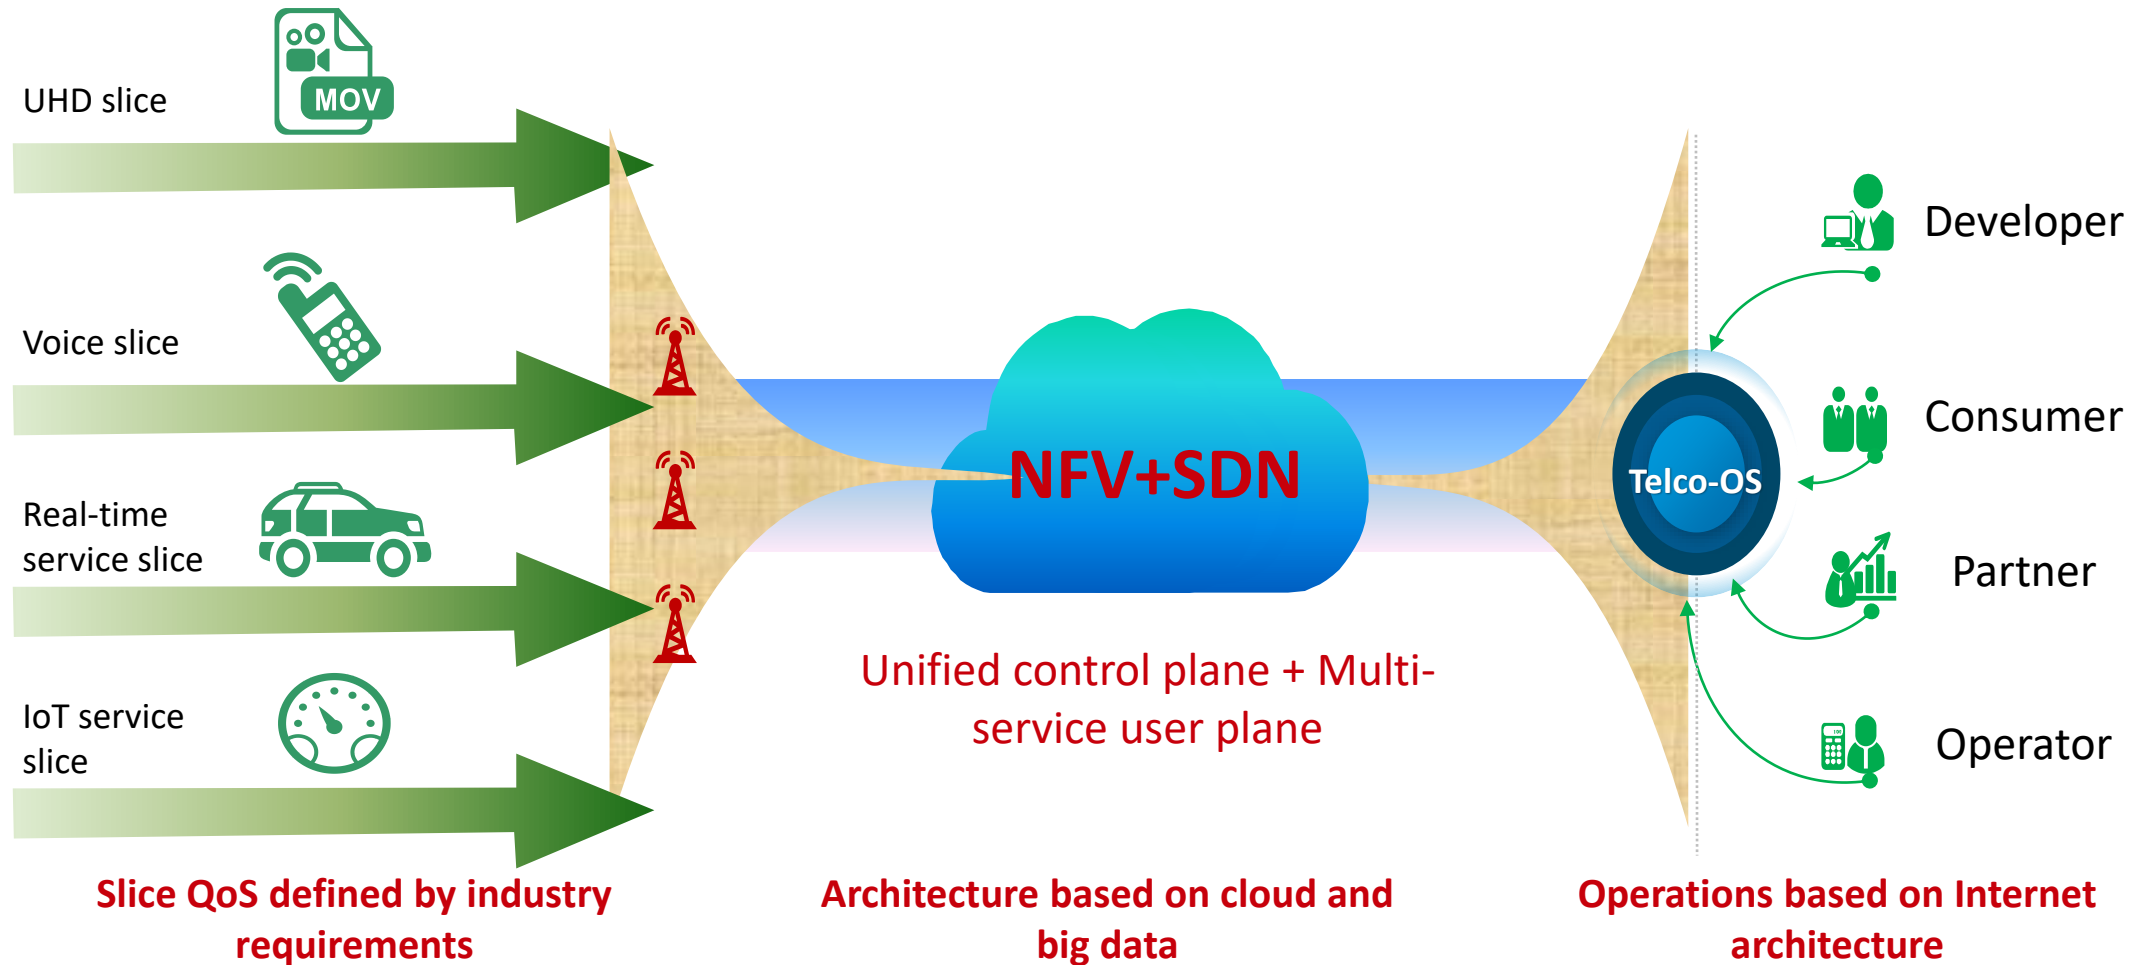 UHD slice
MOV
Voice slice
Real-time
service slice
IoT service
slice
NFV+SDN
Unified control plane + Multi-
service user plane
Telco-OS
Developer
Consumer
Partner
Operator
Slice QoS defined by industry
requirements
Architecture based on cloud and
big data
Operations based on Internet
architecture